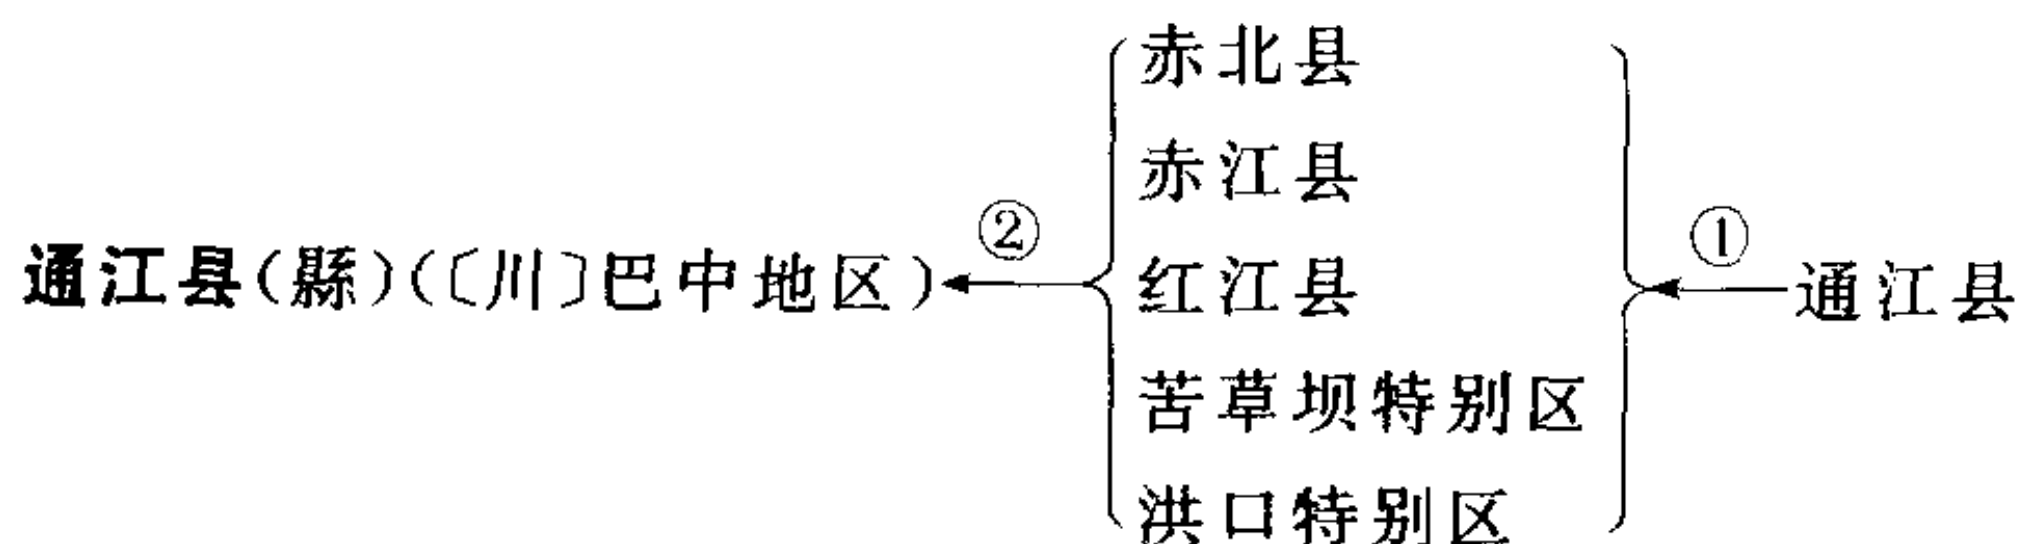 赤北县
赤江县
②
①
通江县(縣)(〔川〕巴中地区)
红江县
通江县
苦草坝特别区
洪口特别区